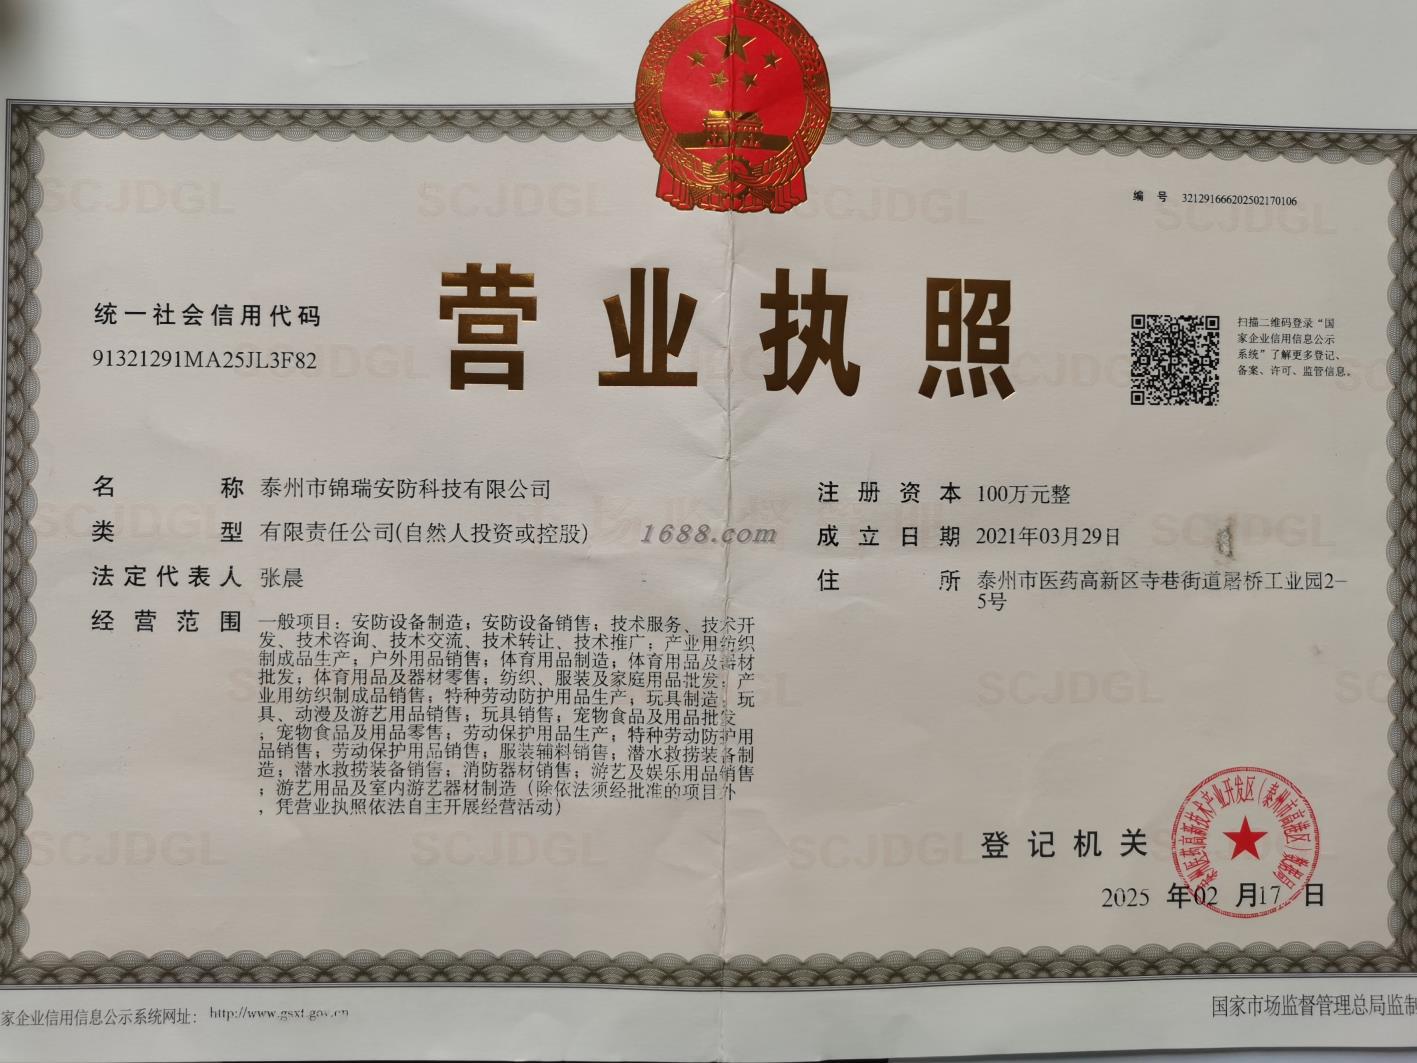 编 号 321291666202502170106
营业执照
统一社会信用代码
91321291MA25JL3F82
扫描二维码登录“国
家企业信用信息公示
系统”了解更多登记、
备案、许可、监管信息。
名 称 泰州市锦瑞安防科技有限公司
类 型 有限责任公司(自然人投资或控股)
法定代表人 张晨
经营范围 一般项目：安防设备制造；安防设备销售；技术服务、技术开
发、技术咨询、技术交流、技术转让、技术推广；产业用纺织
制成品生产；户外用品销售；体育用品制造；体育用品及器材
批发；体育用品及器材零售；纺织、服装及家庭用品批发；产
业用纺织制成品销售；特种劳动防护用品生产；玩具制造；玩
具、动漫及游艺用品销售；玩具销售；宠物食品及用品批发
；宠物食品及用品零售；劳动保护用品生产；特种劳动防护用
品销售；劳动保护用品销售；服装辅料销售；潜水救捞装备制
造；潜水救捞装备销售；消防器材销售；游艺及娱乐用品销售
；游艺用品及室内游艺器材制造（除依法须经批准的项目外
，凭营业执照依法自主开展经营活动）
注册资本 100万元整
成立日期 2021年03月29日
住 所 泰州市医药高新区寺巷街道屠桥工业园2-
5号
1688.com
登记机关
2025 年02 月17 日
家企业信用信息公示系统网址： http://www.gsxt.gov.cn
国家市场监督管理总局监制